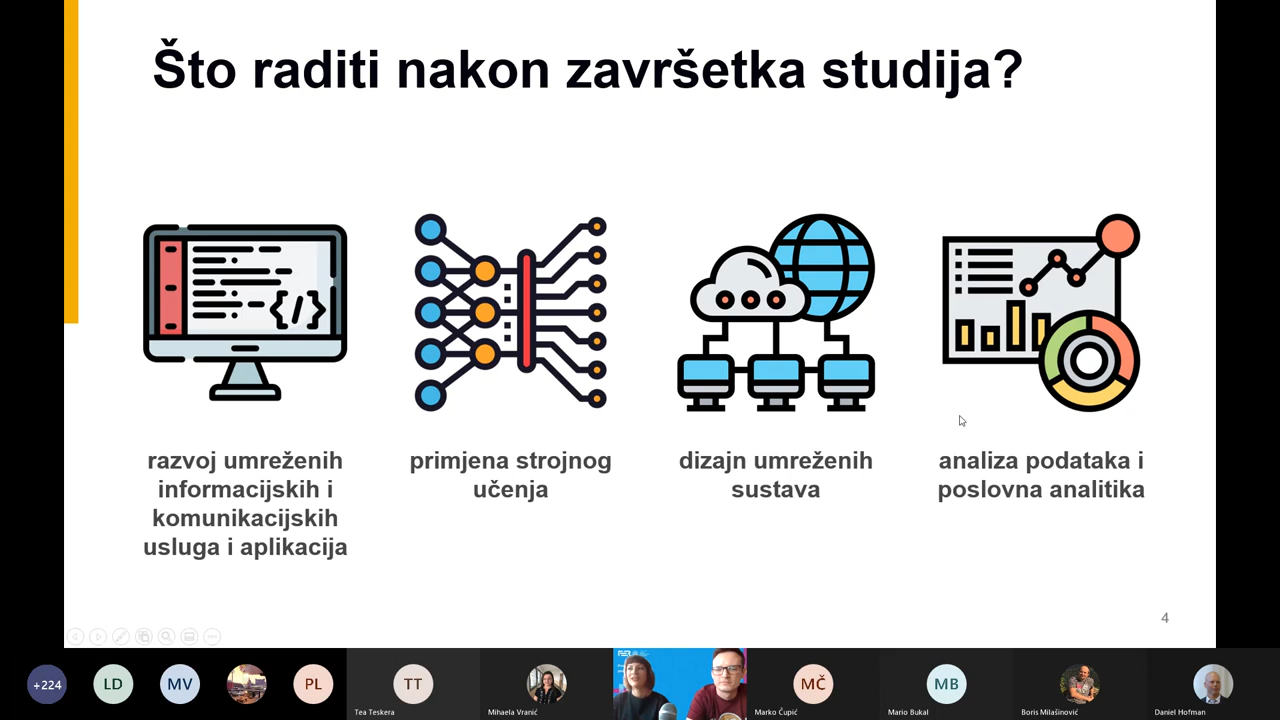 Što raditi nakon završetka studija?
razvoj umreženih
informacijskih i
komunikacijskih
usluga i aplikacija
primjena strojnog
učenja
dizajn umreženih
sustava
analiza podataka i
poslovna analitika
4
+224
LD
MV
PL
TT
Tea Teskera
Mihaela Vranić
FER
MČ
Marko Čupić
MB
Mario Bukal
Boris Milašinović
Daniel Hofman